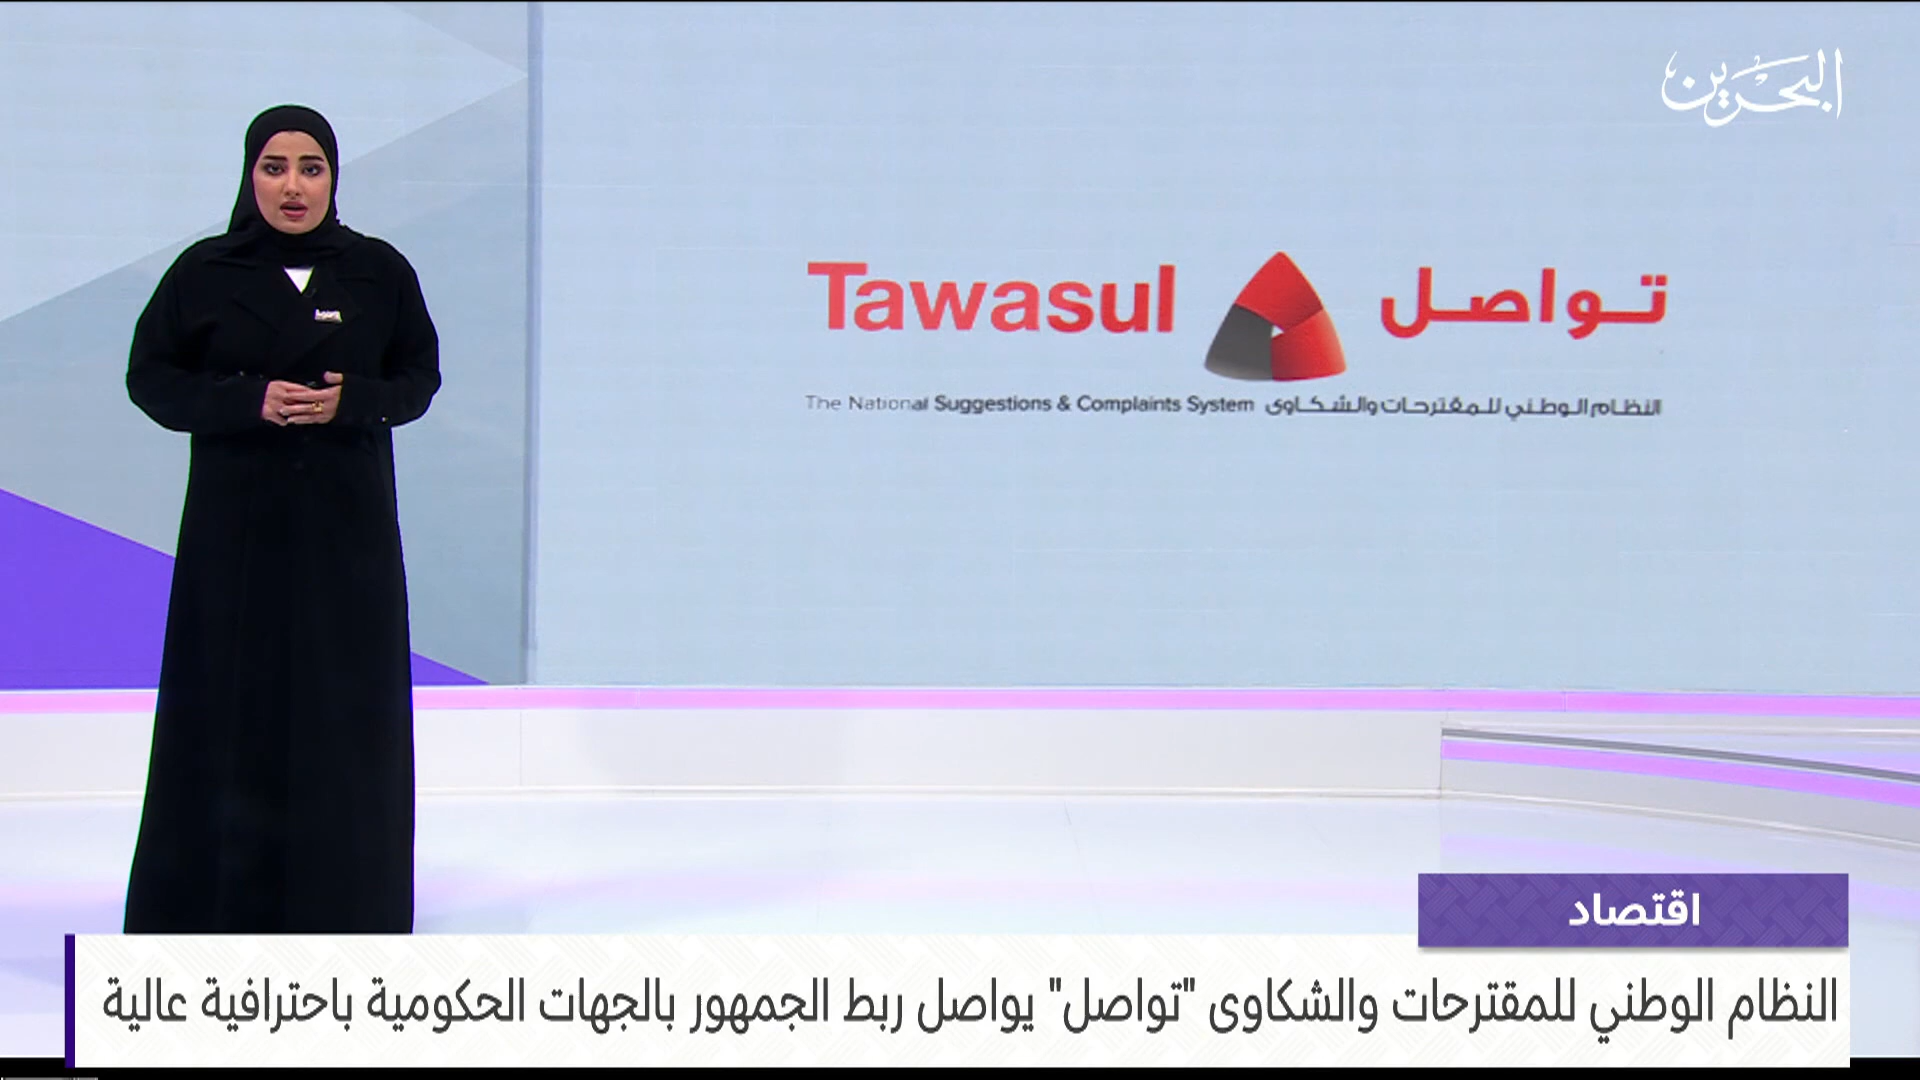 البحرين
Tawasul تواصل
The National Suggestions & Complaints System النظام الوطني للمقترحات والشكاوى
اقتصاد
النظام الوطني للمقترحات والشكاوى "تواصل" يواصل ربط الجمهور بالجهات الحكومية باحترافية عالية